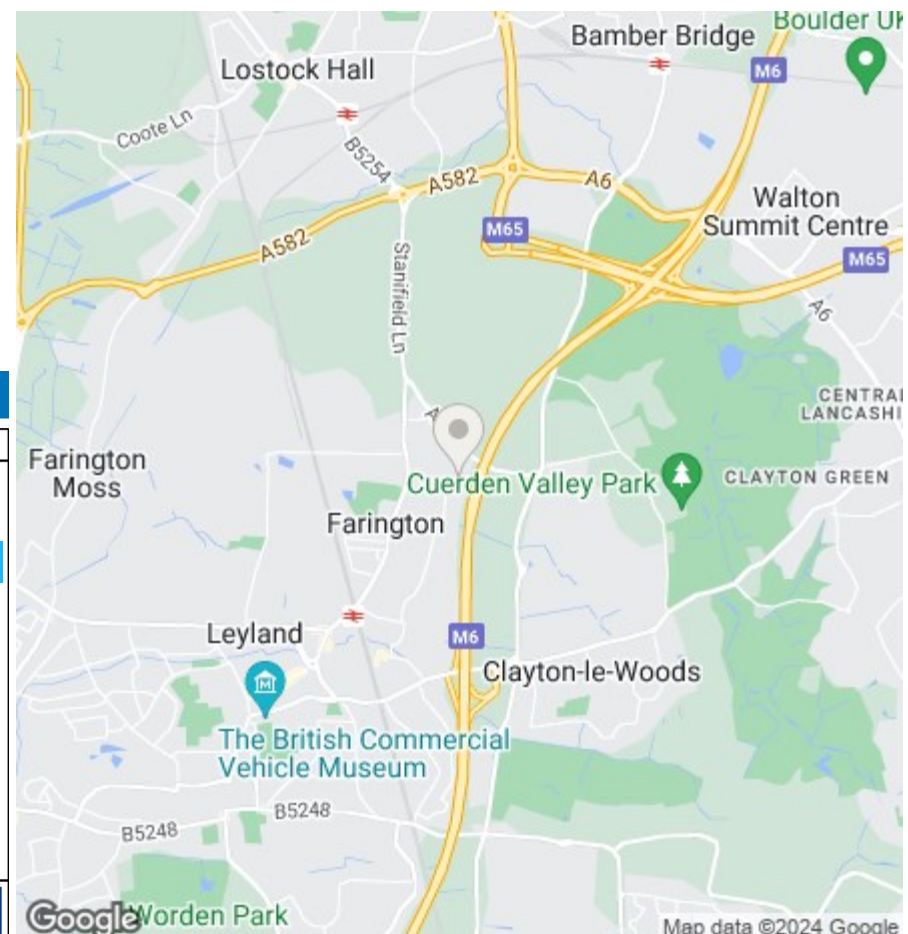 Boulder UK
Bamber Bridge
Lostock Hall
M6
Coote Ln
B5254
A582
A6
Walton
Summit Centre
M65
A582
M65
Stanifield Ln
A6
CENTRAL
LANCASHI
Farington
Moss
Cuerden Valley Park
CLAYTON GREEN
Farington
Leyland
M6
Clayton-le-Woods
The British Commercial
Vehicle Museum
B5248
B5248
Google
Worden Park
Map data ©2024 Google